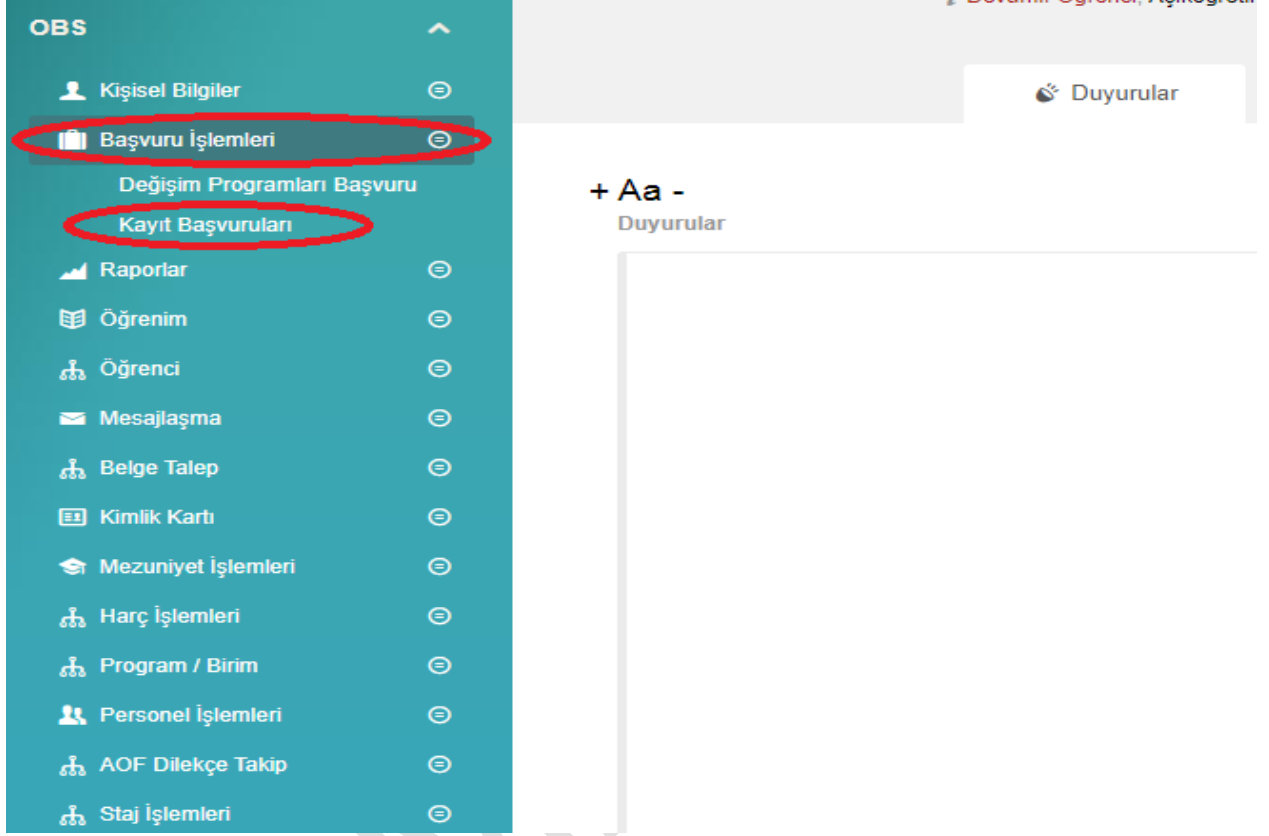 OBS
Kişisel Bilgiler
Başvuru İşlemleri
Değişim Programları Başvuru
Kayıt Başvuruları
Raporlar
Öğrenim
Öğrenci
Mesajlaşma
Belge Talep
Kimlik Kartı
Mezuniyet İşlemleri
Harç İşlemleri
Program / Birim
Personel İşlemleri
AOF Dilekçe Takip
Staj İşlemleri
Duyurular
+ Aa -
Duyurular